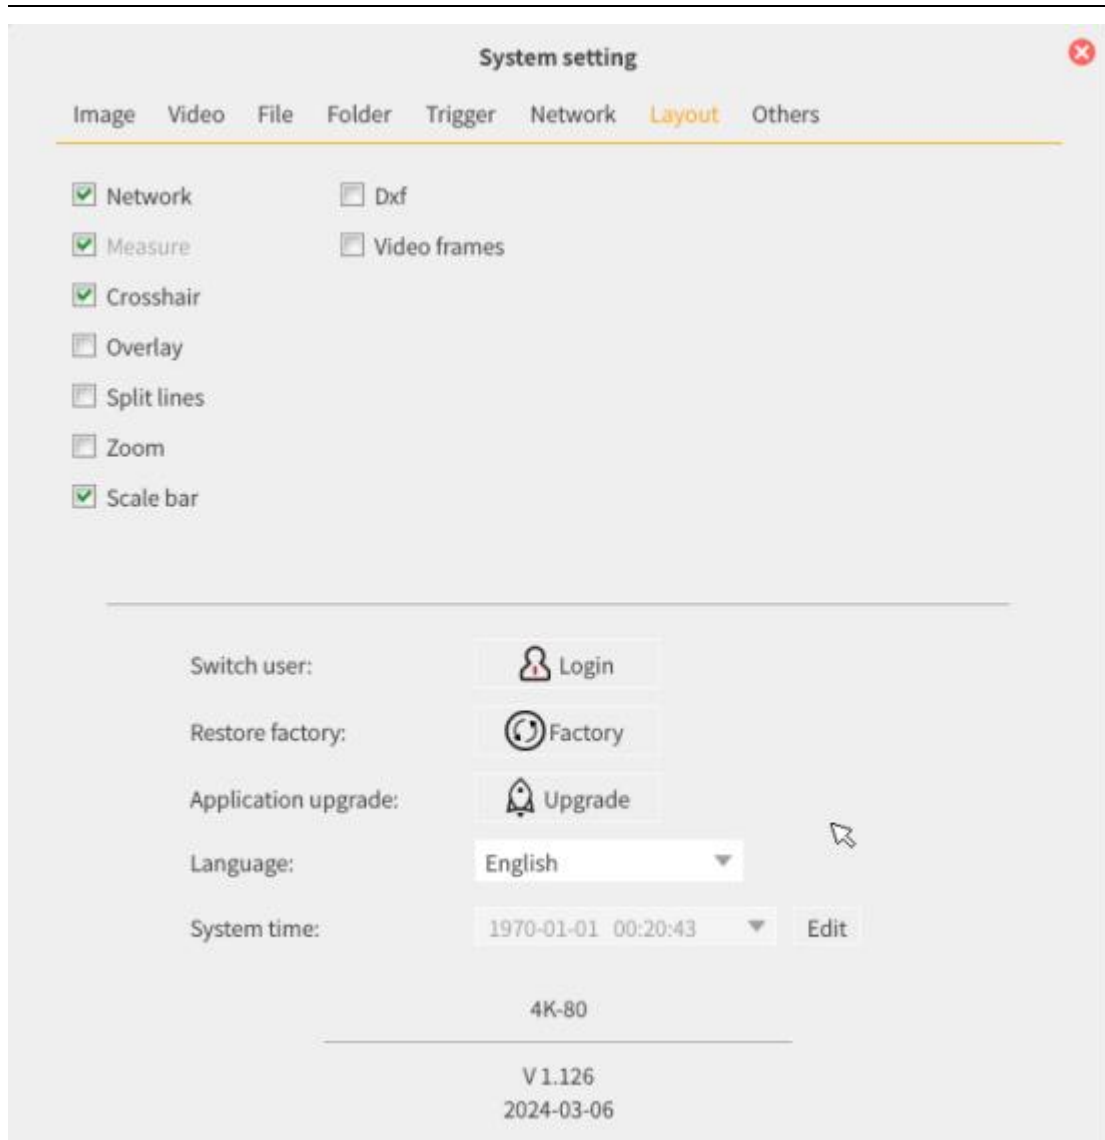 System setting
Image Video File Folder Trigger Network Layout Others
Network Dxf
Measure Video frames
Crosshair
Overlay
Split lines
Zoom
Scale bar
Switch user: Login
Restore factory: Factory
Application upgrade: Upgrade
Language: English
System time: 1970-01-01 00:20:43 Edit
4K-80
V 1.126
2024-03-06